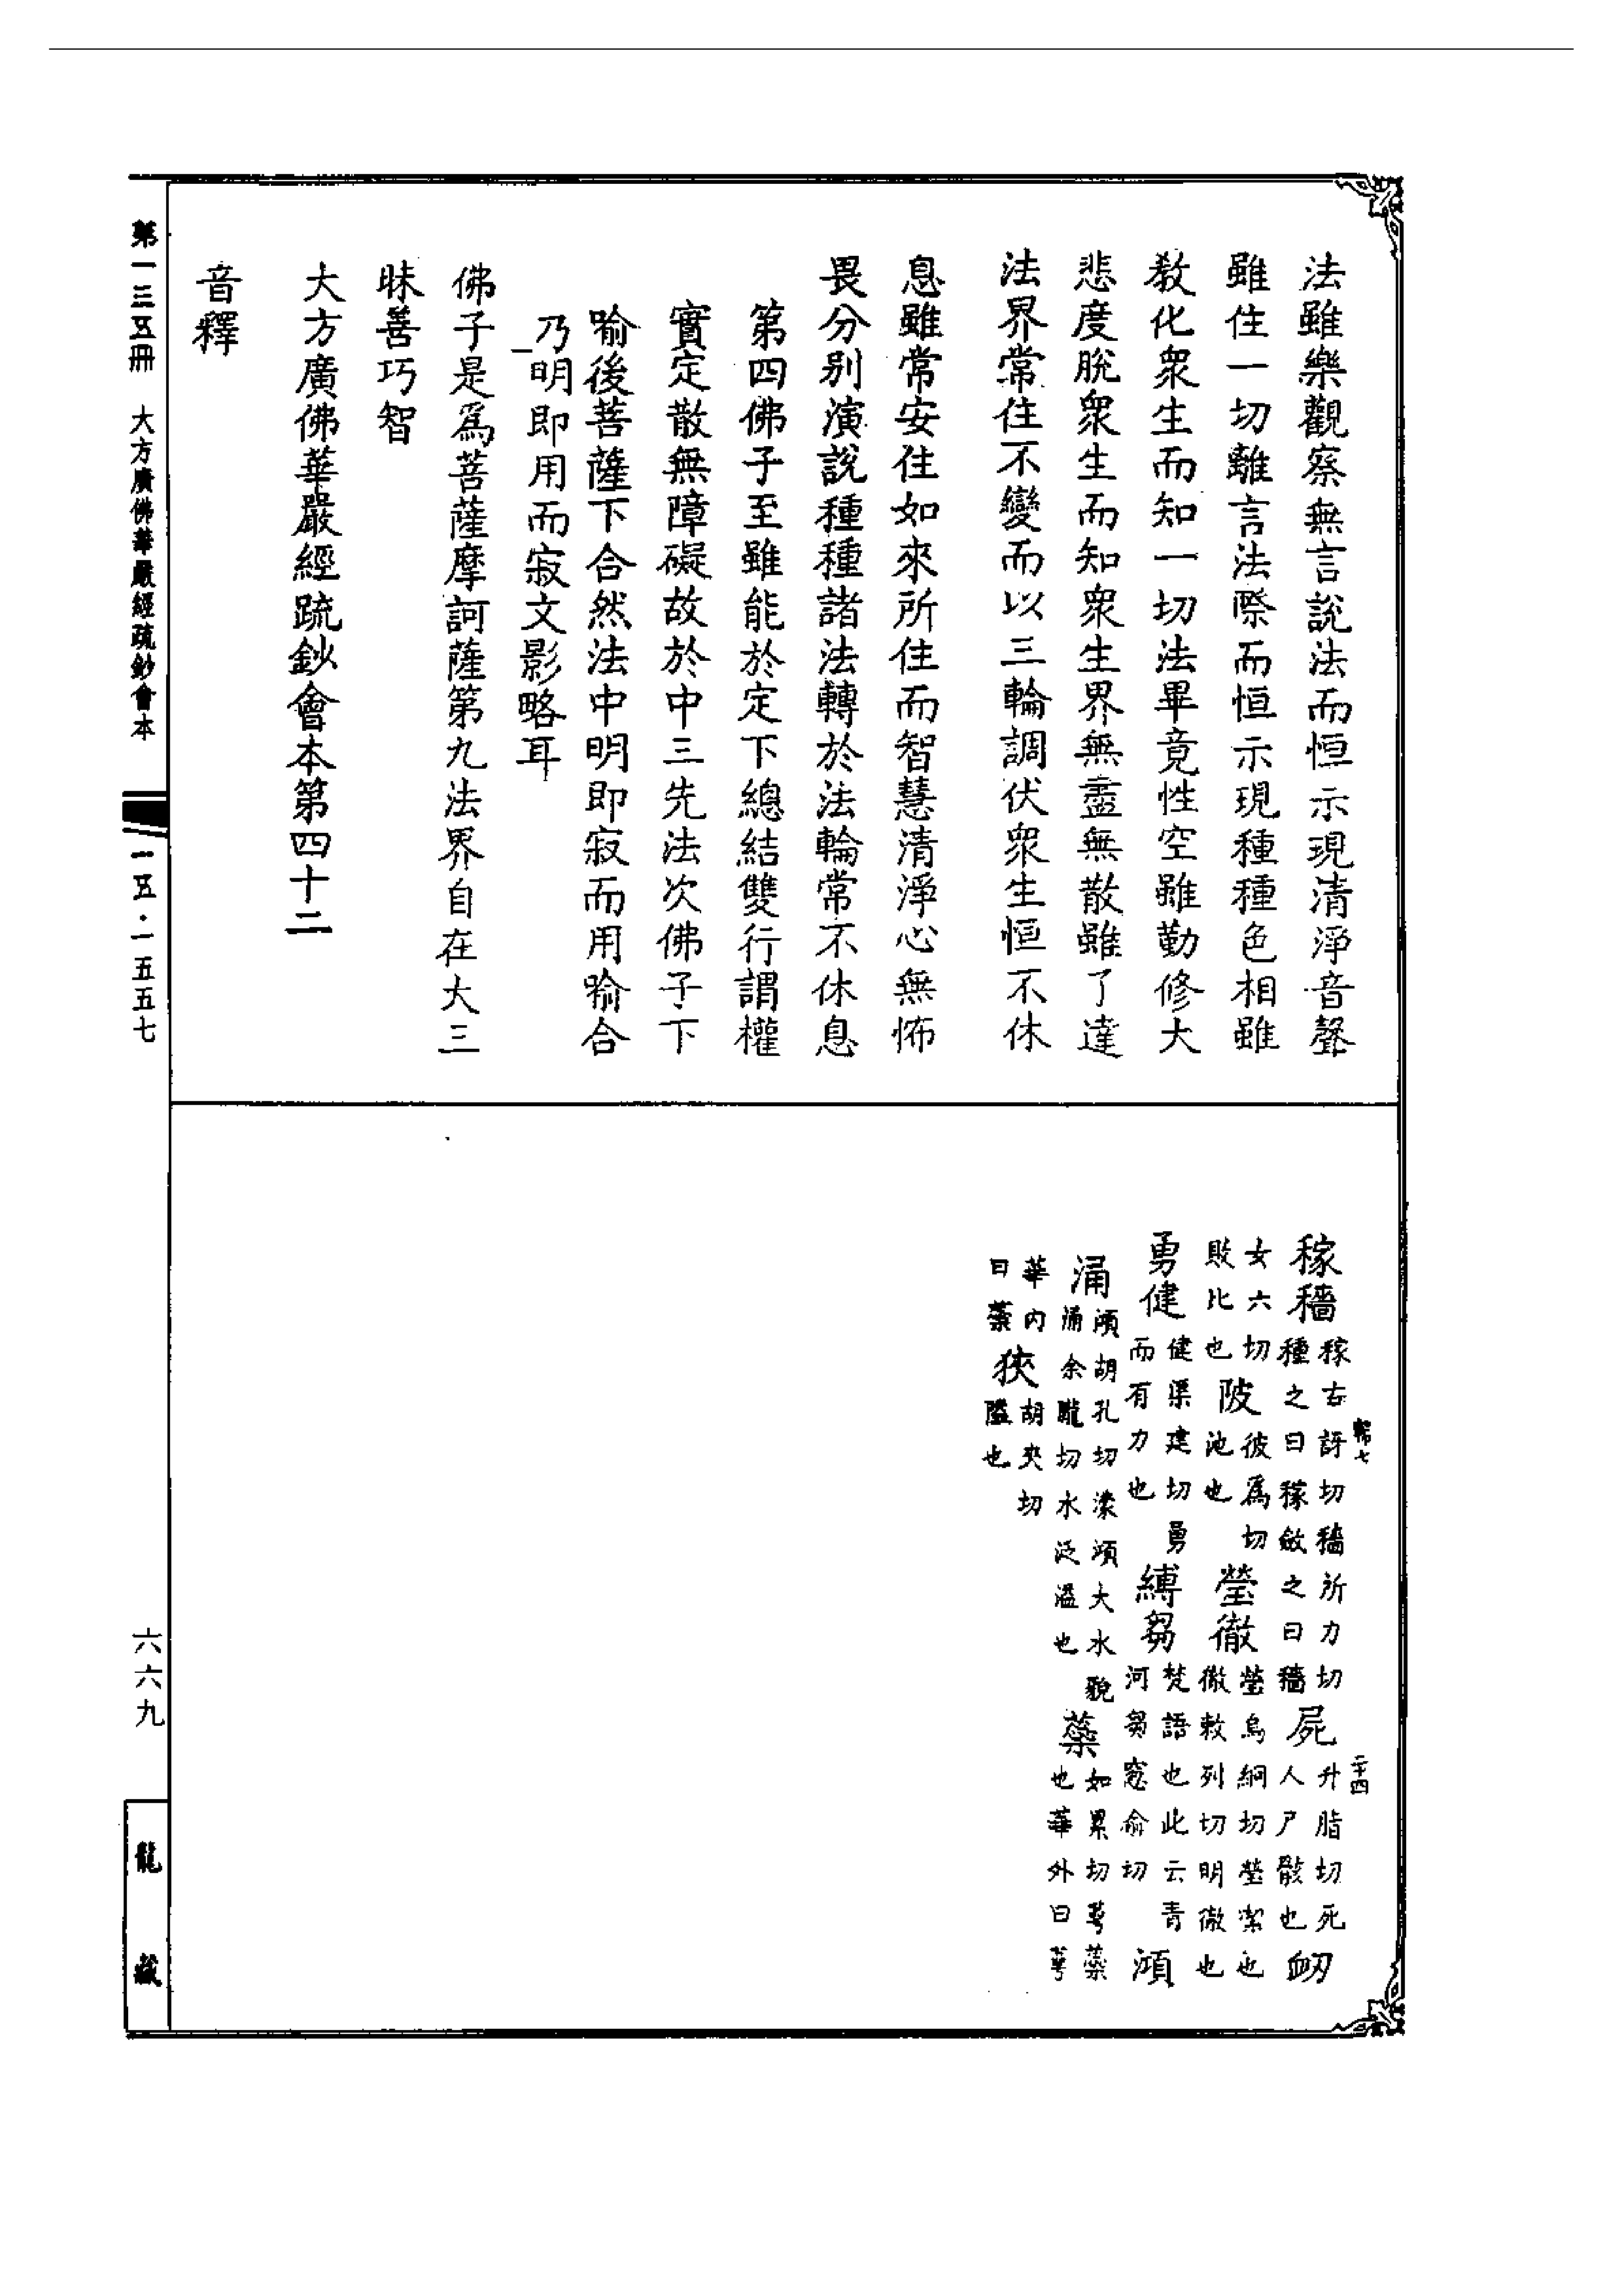 法雖樂觀察無言說法而恒示現清淨音聲
雖住一切離言法際而恒示現種種色相雖
教化眾生而知一切法畢竟性空雖勤修大
悲度脫眾生而知眾生界無盡無散雖了達
法界常住不變而以三輪調伏眾生恒不休
息雖常安住如來所住而智慧清淨心無怖
畏分別演說種種諸法轉於法輪常不休息
第四佛子至雖能於定下總結雙行謂權
實定散無障礙故於中三先法次佛子下
喻後菩薩下合然法中明即寂而用喻合
乃明即用而寂文影略耳
佛子是為菩薩摩訶薩第九法界自在大三
昧善巧智
大方廣佛華嚴經疏鈔會本第四十二
音釋
稼穡 稼古訝切穡所力切種之曰稼斂之曰穡 屍 升脂切死人尸骸也 衂
女六切敗比也 陂 彼為切池也 瑩徹 瑩烏綱切瑩潔也徹敕列切明徹也
勇健 健渠建切勇而有力也 縛芻 梵語也此云青河芻窓俞切 澒
涌 澒胡孔切濛澒大水貌涌余隴切水泛溢也 蘂 如累切萼蘂也華外曰萼
華內曰蘂 狹 胡夾切隘也
二十四
第一三五冊 大方廣佛華嚴經疏鈔會本
一五·一五五七
六六九
龍藏